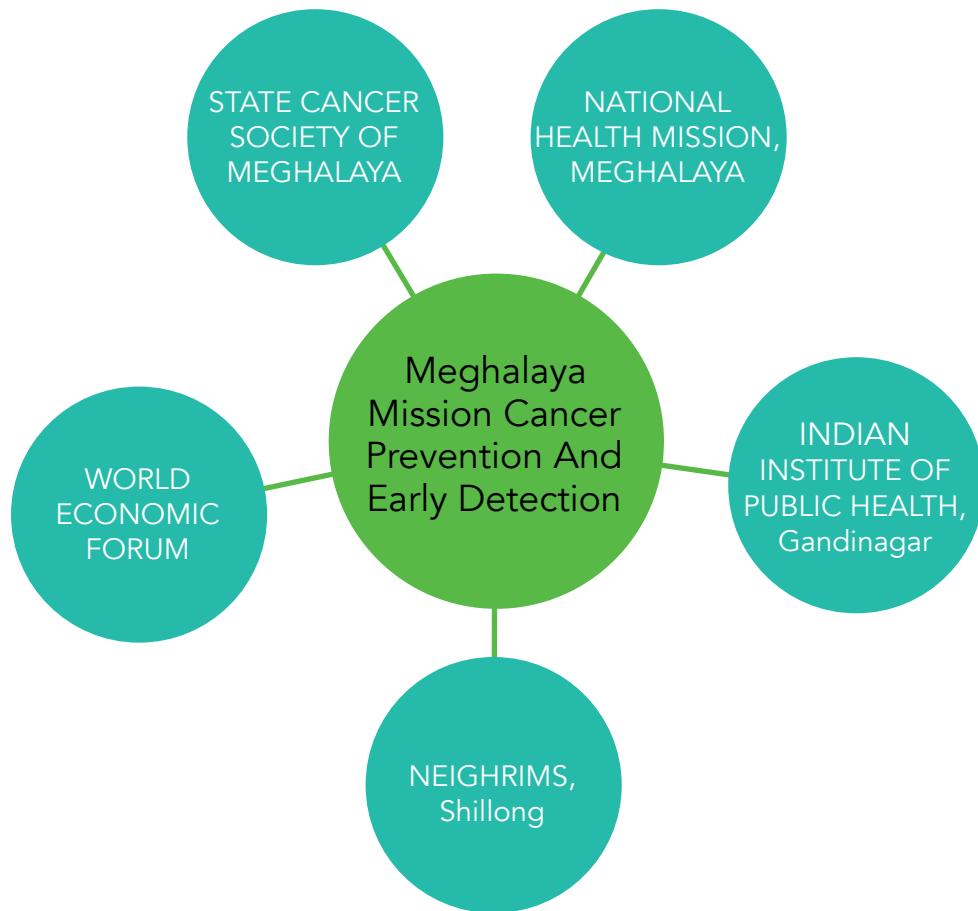 STATE CANCER
SOCIETY OF
MEGHALAYA
NATIONAL
HEALTH MISSION,
MEGHALAYA
Meghalaya
Mission Cancer
Prevention And
Early Detection
INDIAN
INSTITUTE OF
PUBLIC HEALTH,
Gandinagar
WORLD
ECONOMIC
FORUM
NEIGHRIMS,
Shillong